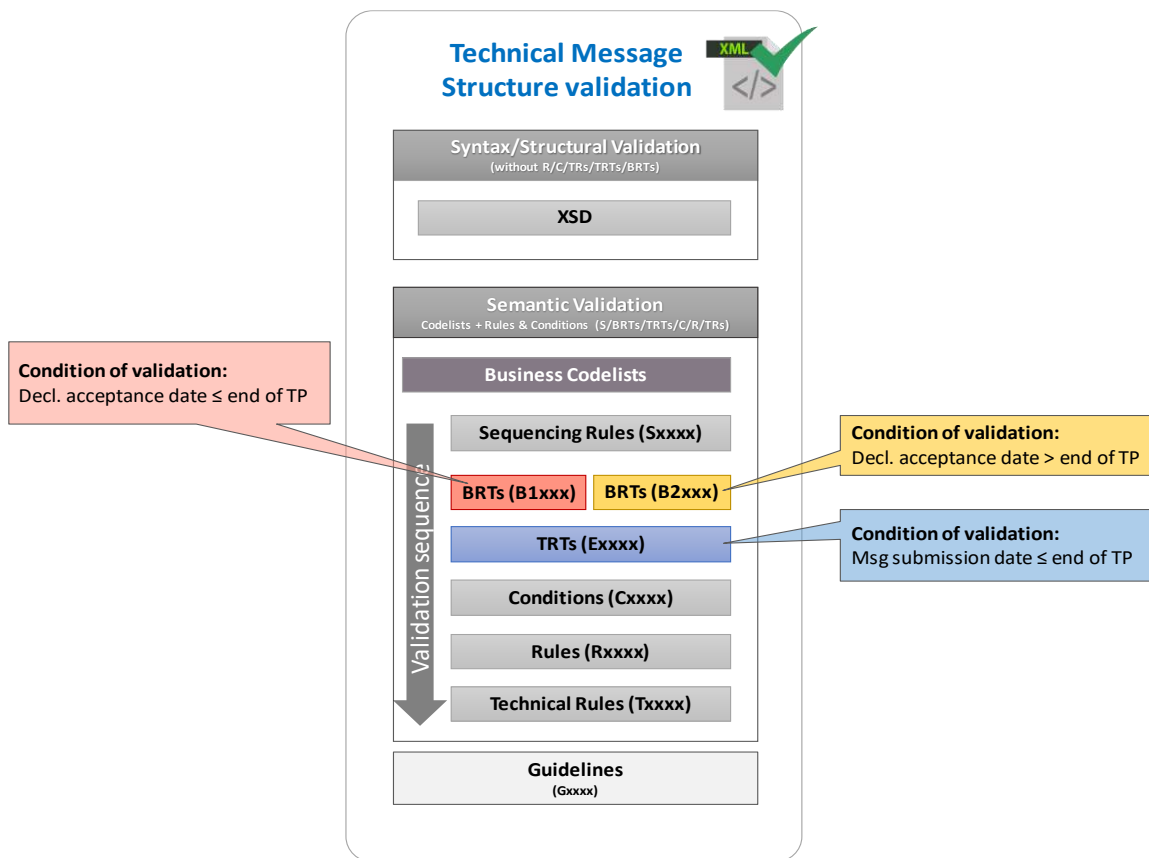 Technical Message
Structure validation
XML
</>
Syntax/Structural Validation
(without R/C/TRs/TRTs/BRTs)
XSD
Semantic Validation
Codelists + Rules & Conditions (S/BRTs/TRTs/C/R/TRs)
Business Codelists
Condition of validation:
Decl. acceptance date ≤ end of TP
Validation sequence
Sequencing Rules (Sxxxx)
BRTs (B1xxx)
BRTs (B2xxx)
Condition of validation:
Decl. acceptance date > end of TP
TRTs (Exxxx)
Condition of validation:
Msg submission date ≤ end of TP
Conditions (Cxxxx)
Rules (Rxxxx)
Technical Rules (Txxxx)
Guidelines
(Gxxxx)